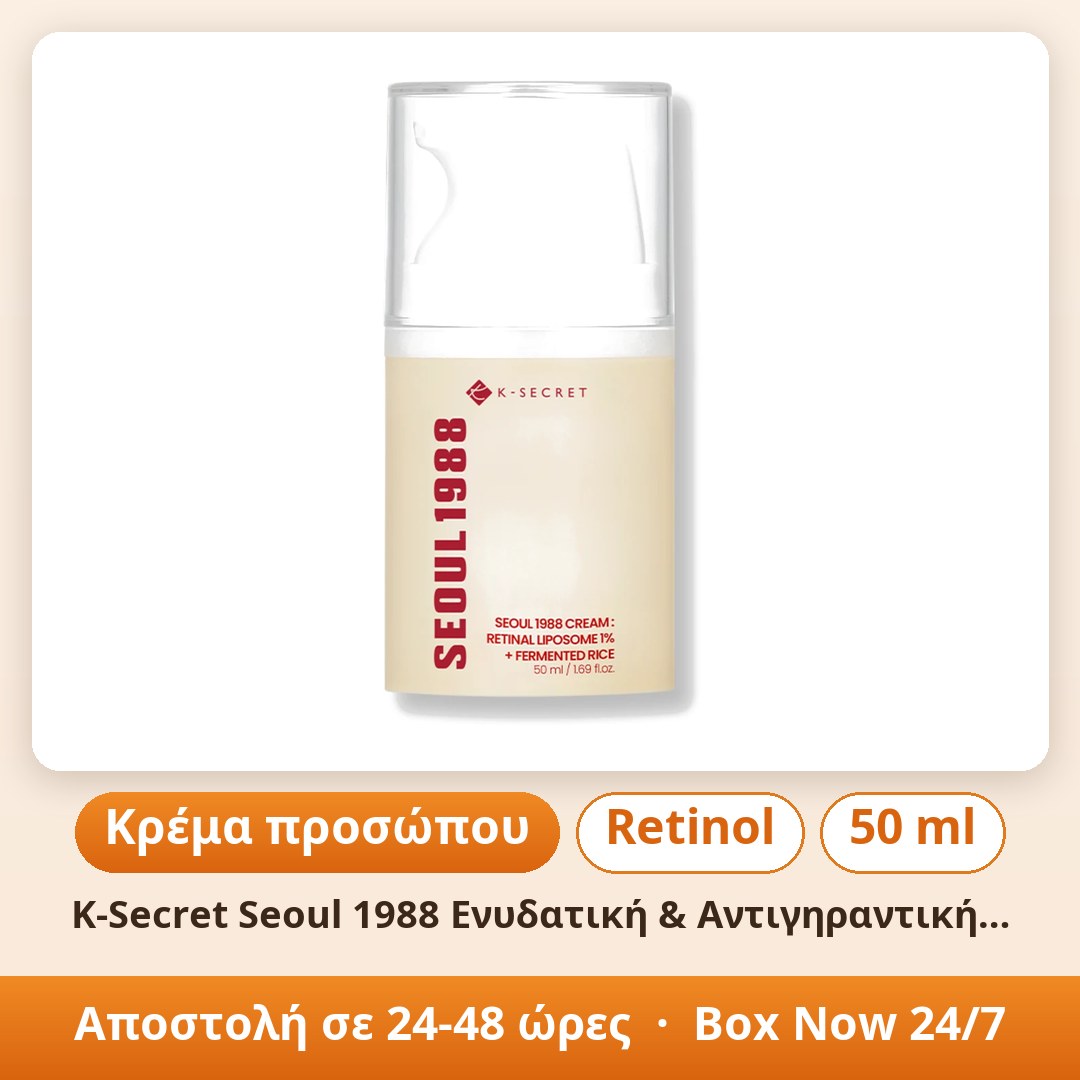 K-SECRET
SEOUL 1988
SEOUL 1988 CREAM :
RETINAL LIPOSOME 1%
+ FERMENTED RICE
50 ml / 1.69 fl.oz.
Κρέμα προσώπου
Retinol
50 ml
K-Secret Seoul 1988 Ενυδατική & Αντιγηραντική...
Αποστολή σε 24-48 ώρες · Box Now 24/7